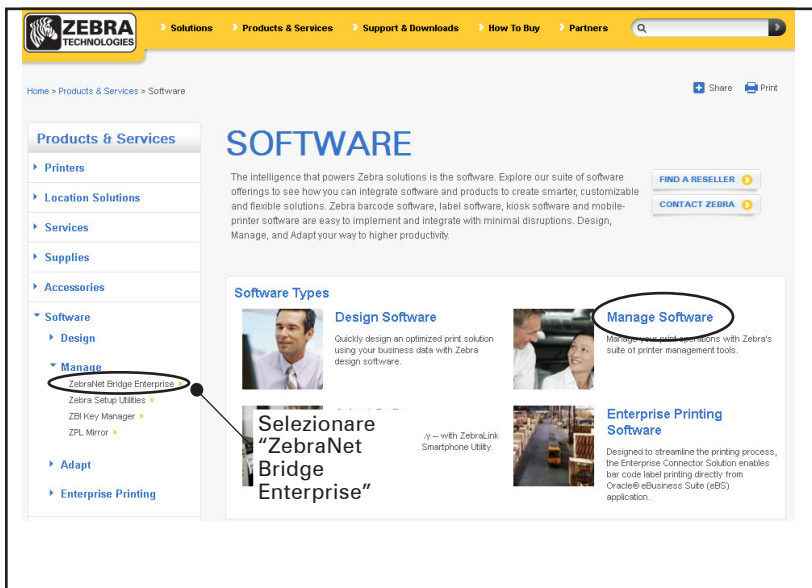 ZEBRA
TECHNOLOGIES
Solutions
Products & Services
Support & Downloads
How To Buy
Partners
Home > Products & Services > Software
Share
Print
Products & Services
Printers
Location Solutions
Services
Supplies
Accessories
Software
Design
Manage
ZebraNet Bridge Enterprise
Zebra Setup Utilities
ZBI Key Manager
ZPL Mirror
Adapt
Enterprise Printing
SOFTWARE
The intelligence that powers Zebra solutions is the software. Explore our suite of software
offerings to see how you can integrate software and products to create smarter, customizable
and flexible solutions. Zebra barcode software, label software, kiosk software and mobile-
printer software are easy to implement and integrate with minimal disruptions. Design,
Manage, and Adapt your way to higher productivity.
FIND A RESELLER
CONTACT ZEBRA
Software Types
Design Software
Quickly design an optimized print solution
using your business data with Zebra
design software.
Manage Software
Manage your print operations with Zebra's
suite of printer management tools.
y – with ZebraLink
Smartphone Utility.
Selezionare
“ZebraNet
Bridge
Enterprise”
Enterprise Printing
Software
Designed to streamline the printing process,
the Enterprise Connector Solution enables
bar code label printing directly from
Oracle® eBusiness Suite (eBS)
application.